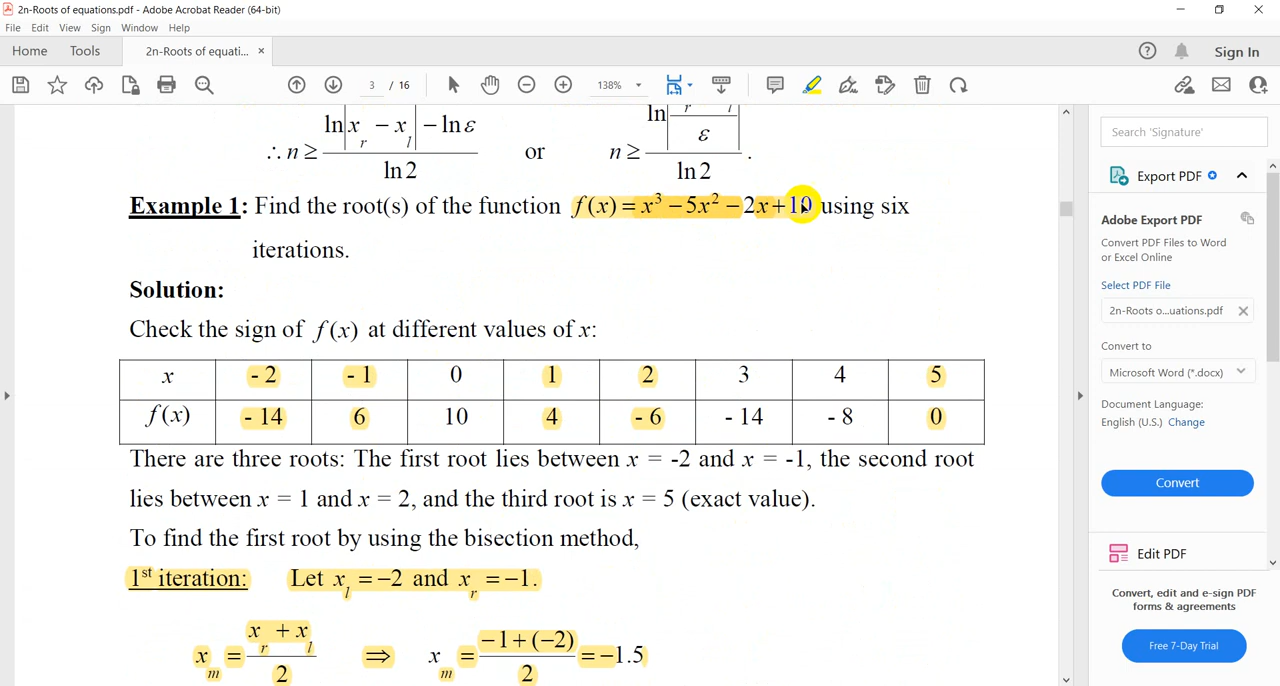 2n-Roots of equations.pdf - Adobe Acrobat Reader (64-bit)
File Edit View Sign Window Help
Home Tools 2n-Roots of equati... × Sign In
3 / 16 138%
∴ n ≥ (ln|x_r − x_l| − ln ε) / ln 2 or n ≥ ln|(x_r − x_l) / ε| / ln 2 .
Example 1: Find the root(s) of the function f(x) = x³ − 5x² − 2x + 10 using six
iterations.
Solution:
Check the sign of f(x) at different values of x:
x - 2 - 1 0 1 2 3 4 5
f(x) - 14 6 10 4 - 6 - 14 - 8 0
There are three roots: The first root lies between x = -2 and x = -1, the second root
lies between x = 1 and x = 2, and the third root is x = 5 (exact value).
To find the first root by using the bisection method,
1st iteration: Let x_l = −2 and x_r = −1.
x_m = (x_r + x_l) / 2 ⇒ x_m = (−1 + (−2)) / 2 = −1.5
Search 'Signature'
Export PDF
Adobe Export PDF
Convert PDF Files to Word
or Excel Online
Select PDF File
2n-Roots o...uations.pdf
Convert to
Microsoft Word (*.docx)
Document Language:
English (U.S.) Change
Convert
Edit PDF
Convert, edit and e-sign PDF
forms & agreements
Free 7-Day Trial